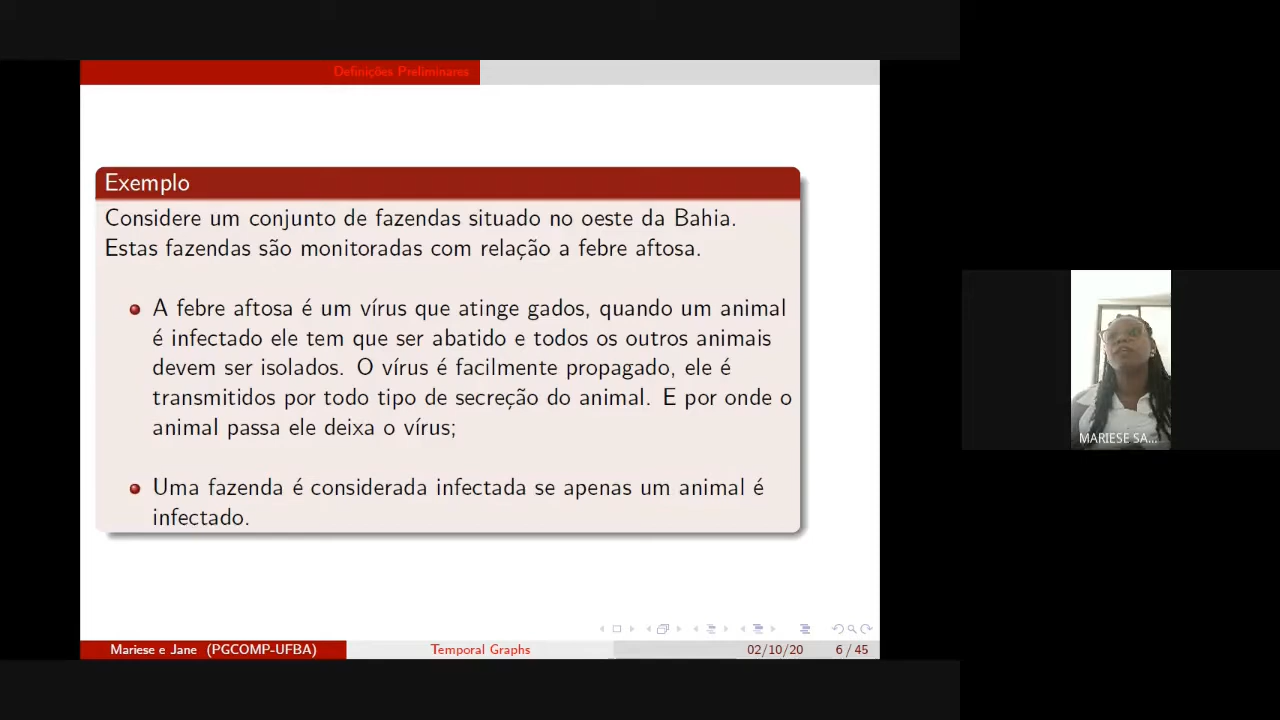 Definições Preliminares
Exemplo
Considere um conjunto de fazendas situado no oeste da Bahia.
Estas fazendas são monitoradas com relação a febre aftosa.
A febre aftosa é um vírus que atinge gados, quando um animal
é infectado ele tem que ser abatido e todos os outros animais
devem ser isolados. O vírus é facilmente propagado, ele é
transmitidos por todo tipo de secreção do animal. E por onde o
animal passa ele deixa o vírus;
Uma fazenda é considerada infectada se apenas um animal é
infectado.
MARIESE SA...
Mariese e Jane (PGCOMP-UFBA) Temporal Graphs 02/10/20 6 / 45